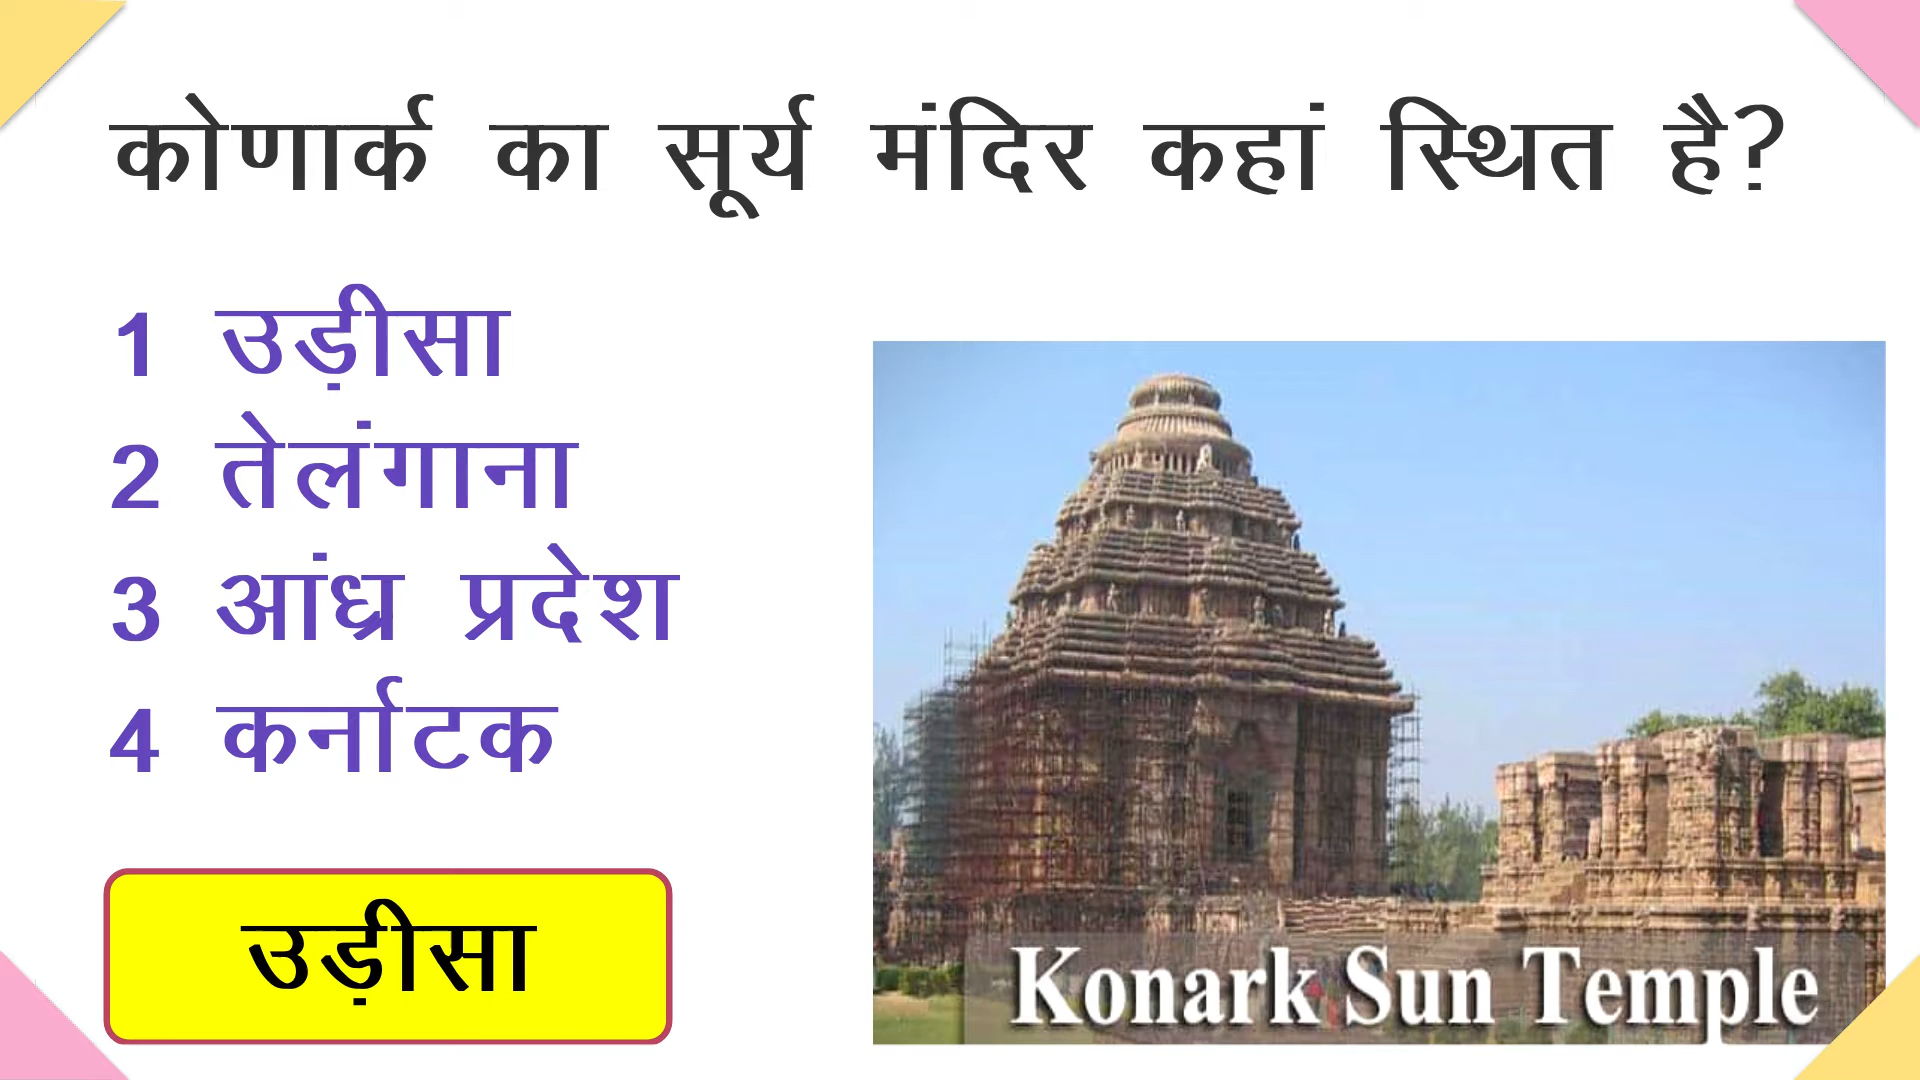 कोणार्क का सूर्य मंदिर कहां स्थित है?
1 उड़ीसा
2 तेलंगाना
3 आंध्र प्रदेश
4 कर्नाटक
उड़ीसा
Konark Sun Temple